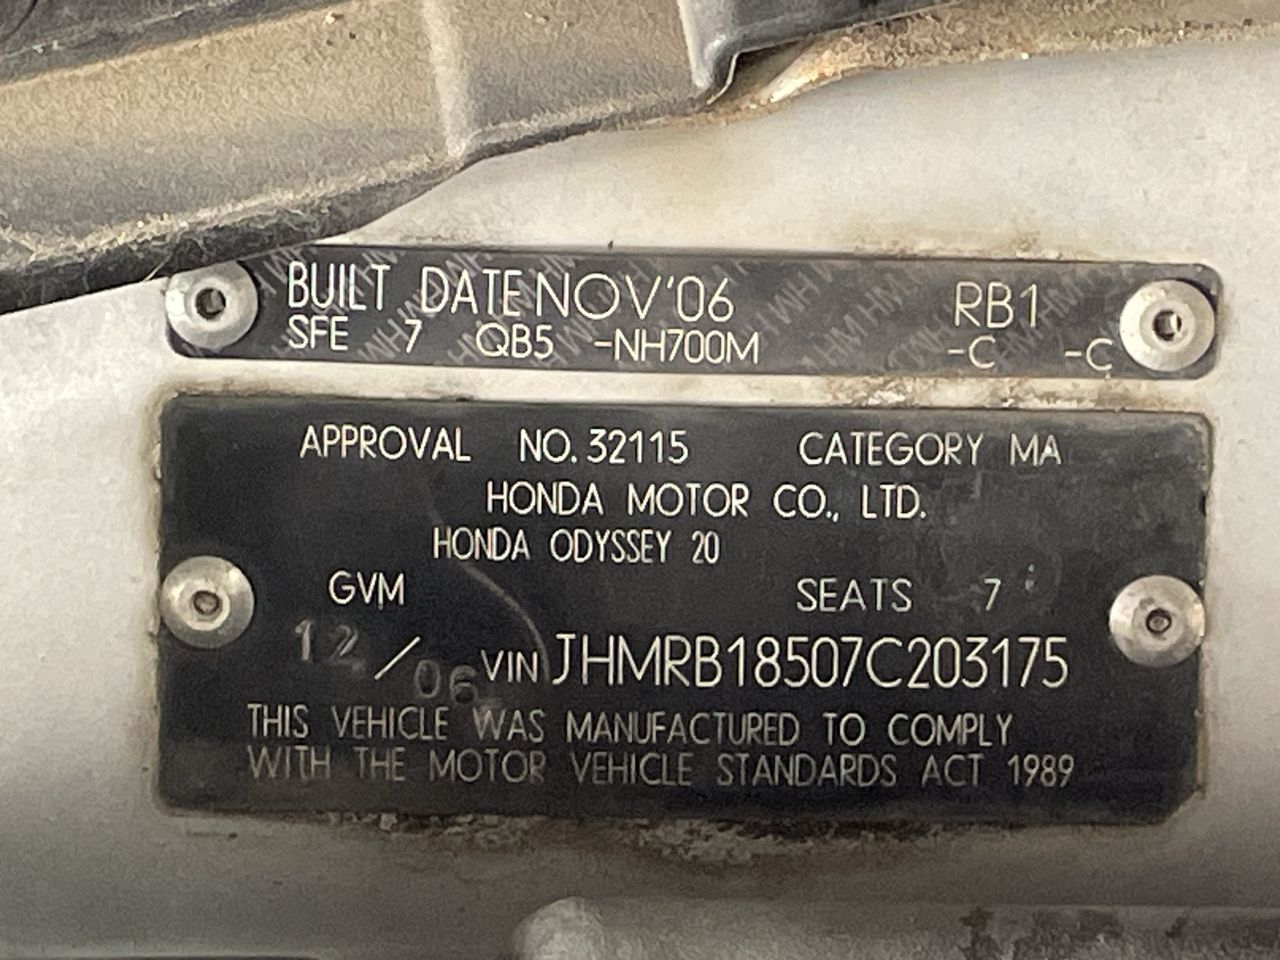 BUILT DATE NOV'06 RB1
SFE 7 QB5 -NH700M -C -C
APPROVAL NO. 32115 CATEGORY MA
HONDA MOTOR CO., LTD.
HONDA ODYSSEY 20
GVM SEATS 7
12/06 VIN JHMRB18507C203175
THIS VEHICLE WAS MANUFACTURED TO COMPLY
WITH THE MOTOR VEHICLE STANDARDS ACT 1989